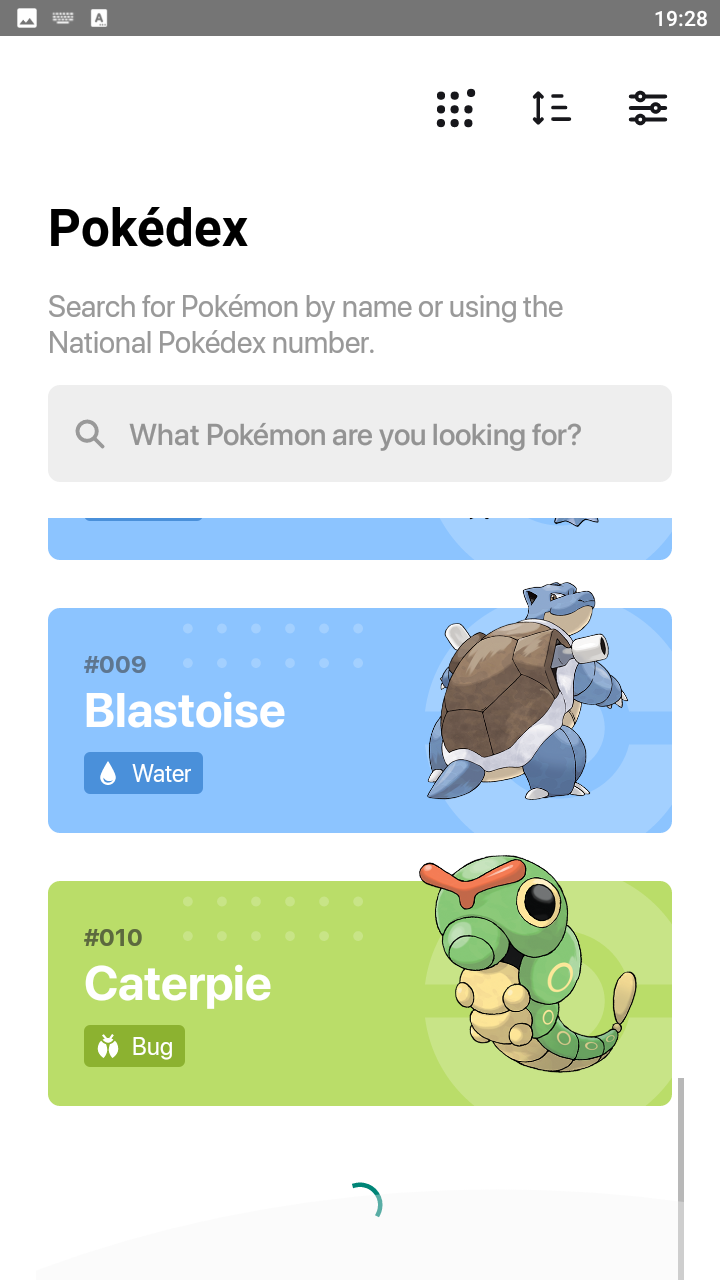 19:28
Pokédex
Search for Pokémon by name or using the
National Pokédex number.
What Pokémon are you looking for?
#009
Blastoise
Water
#010
Caterpie
Bug